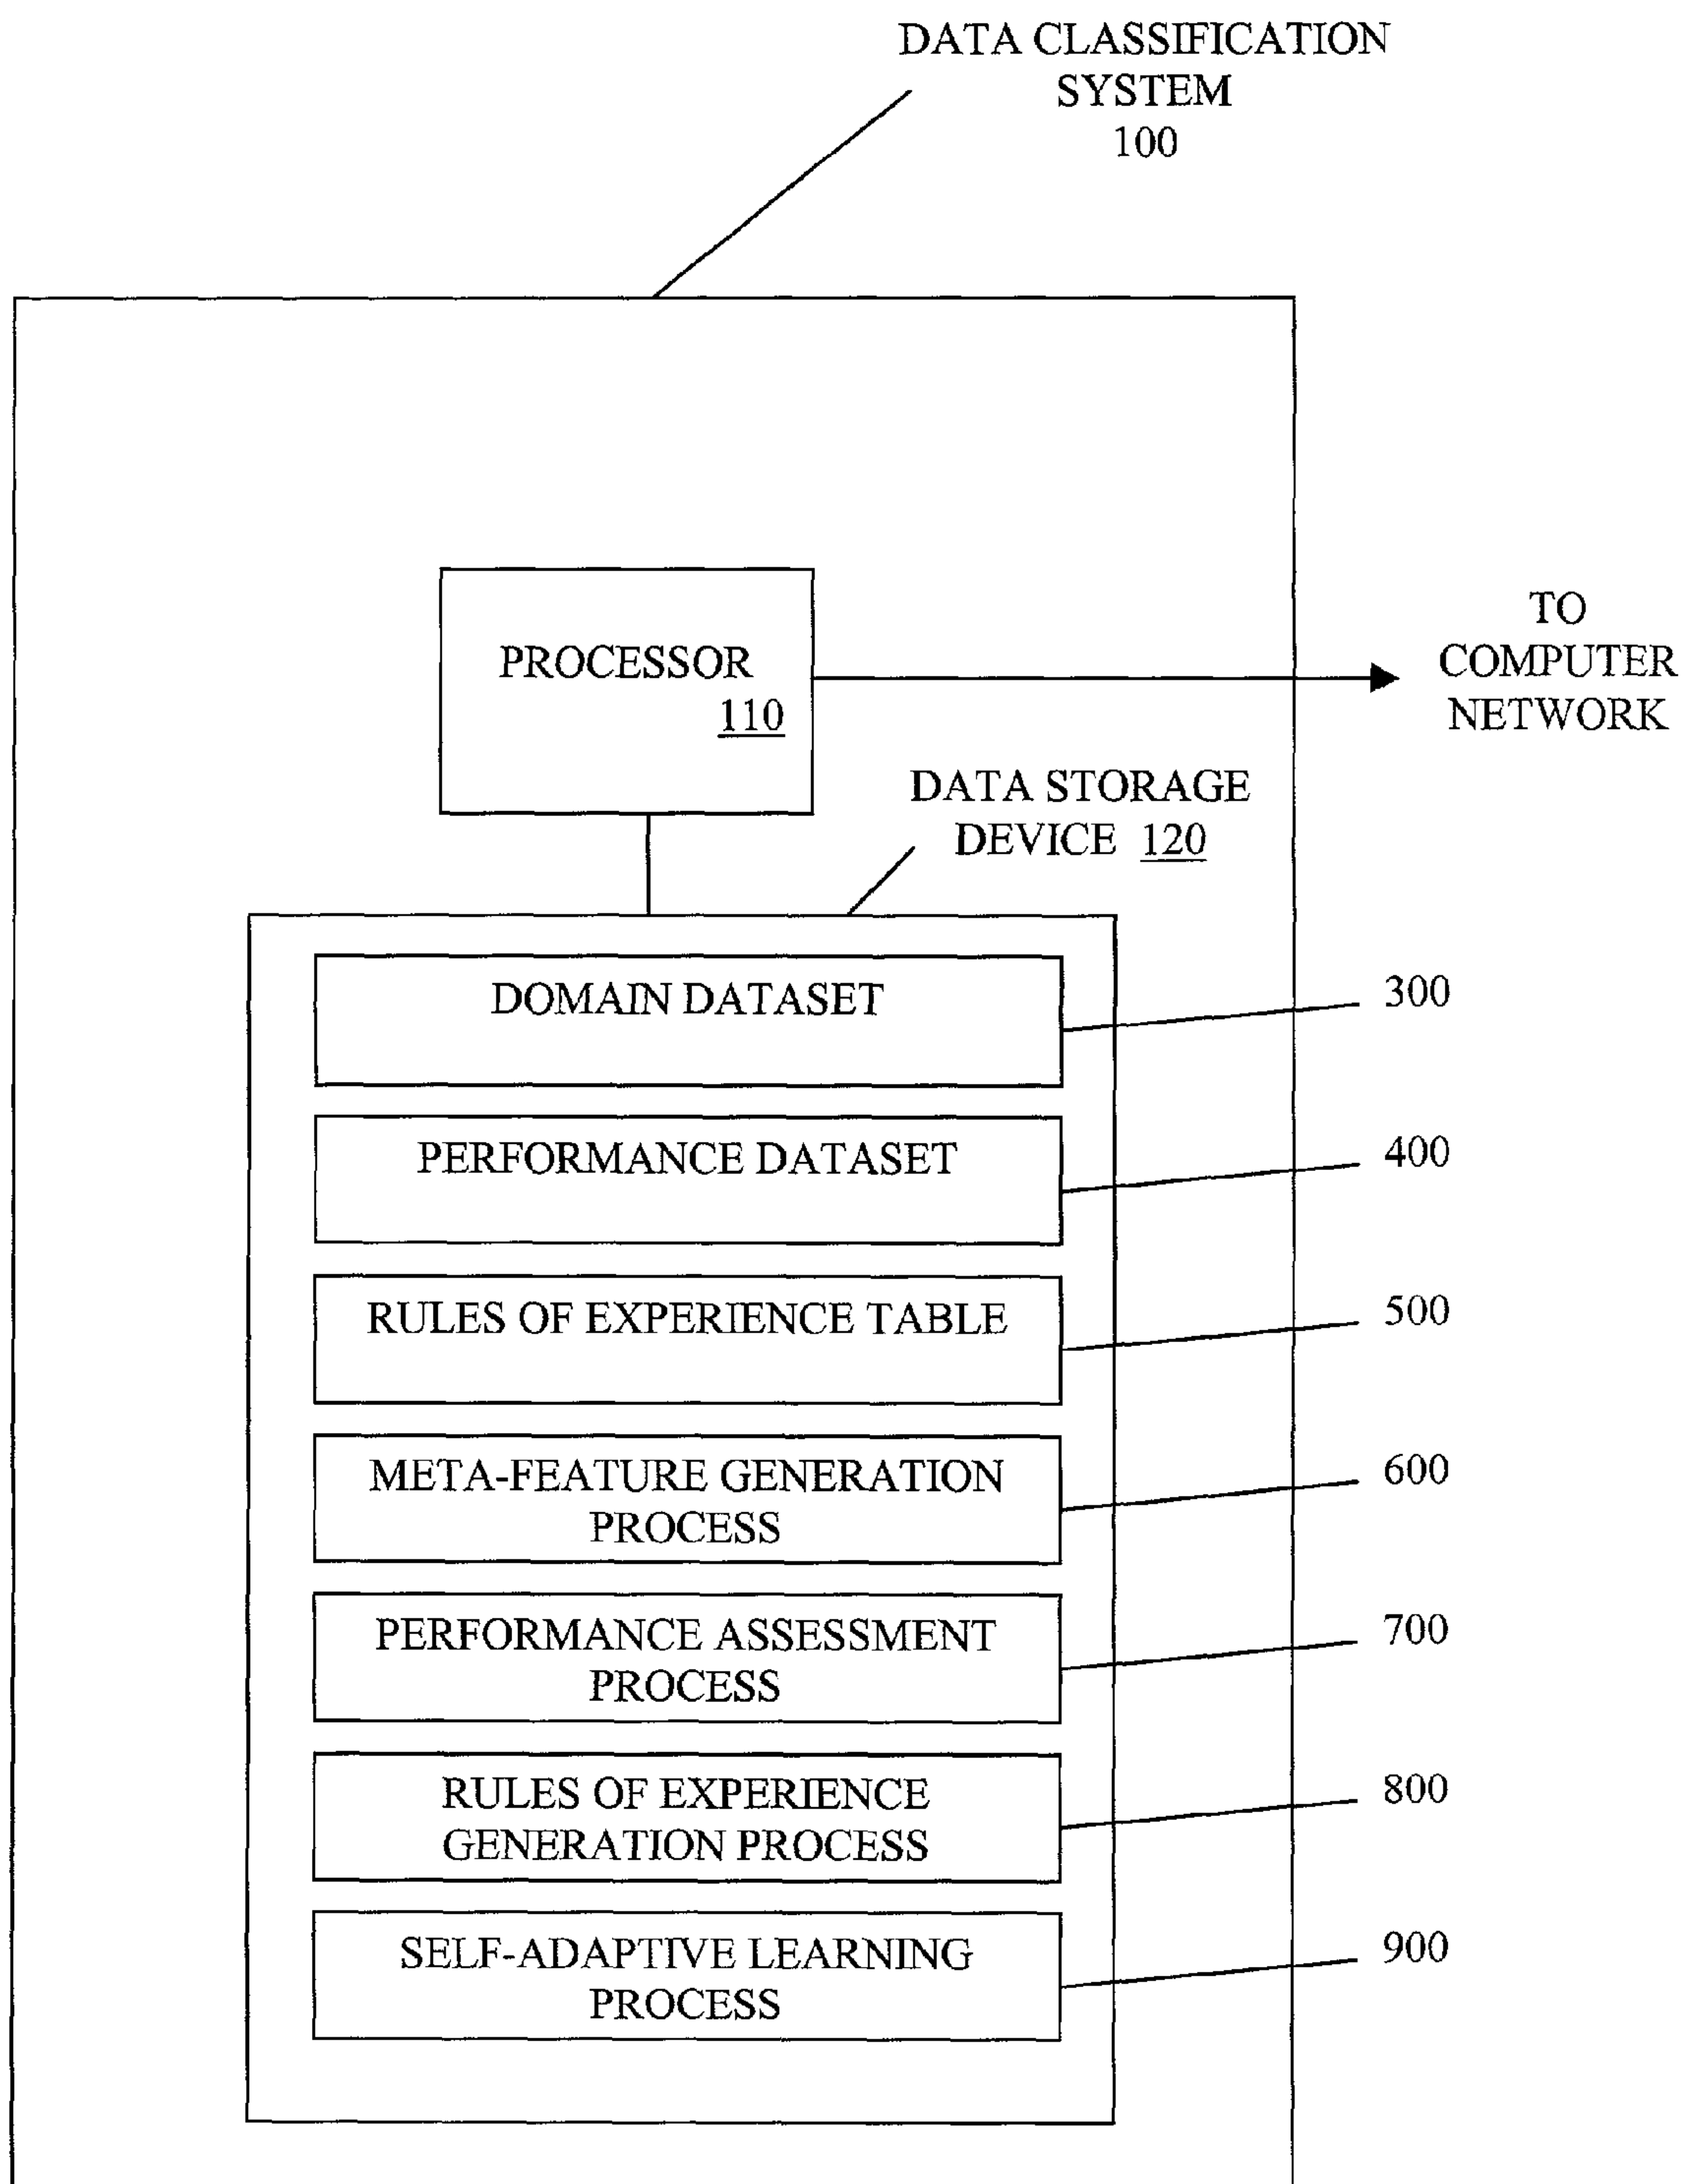 DATA CLASSIFICATION
SYSTEM
100
PROCESSOR
110
TO
COMPUTER
NETWORK
DATA STORAGE
DEVICE 120
DOMAIN DATASET
300
PERFORMANCE DATASET
400
RULES OF EXPERIENCE TABLE
500
META-FEATURE GENERATION
PROCESS
600
PERFORMANCE ASSESSMENT
PROCESS
700
RULES OF EXPERIENCE
GENERATION PROCESS
800
SELF-ADAPTIVE LEARNING
PROCESS
900